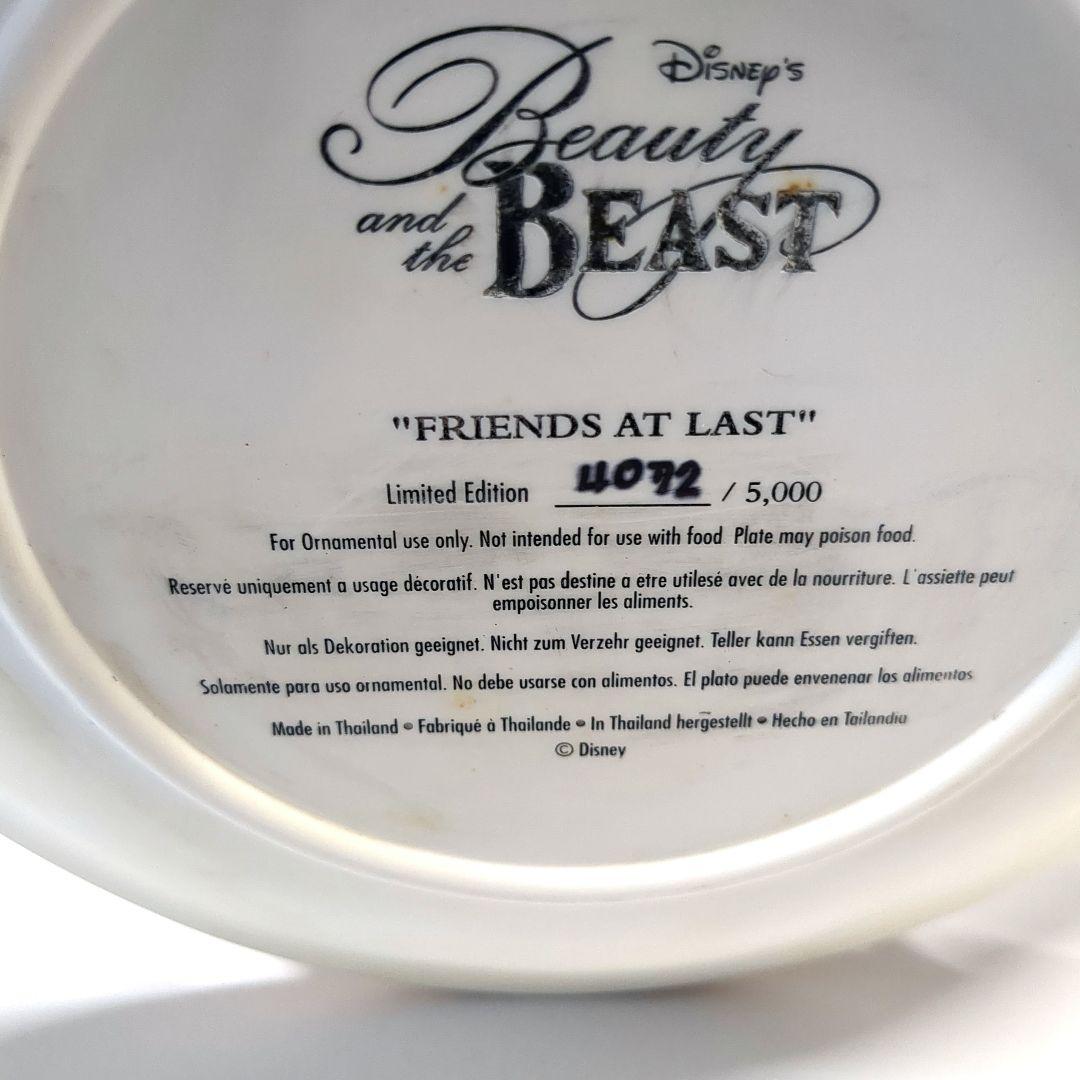 Disney's
Beauty
and the BEAST
"FRIENDS AT LAST"
Limited Edition 4072 / 5,000
For Ornamental use only. Not intended for use with food Plate may poison food.
Reservé uniquement a usage décoratif. N'est pas destine a etre utilesé avec de la nourriture. L'assiette peut
empoisonner les aliments.
Nur als Dekoration geeignet. Nicht zum Verzehr geeignet. Teller kann Essen vergiften.
Solamente para uso ornamental. No debe usarse con alimentos. El plato puede envenenar los alimentos
Made in Thailand • Fabriqué à Thailande • In Thailand hergestellt • Hecho en Tailandia
© Disney